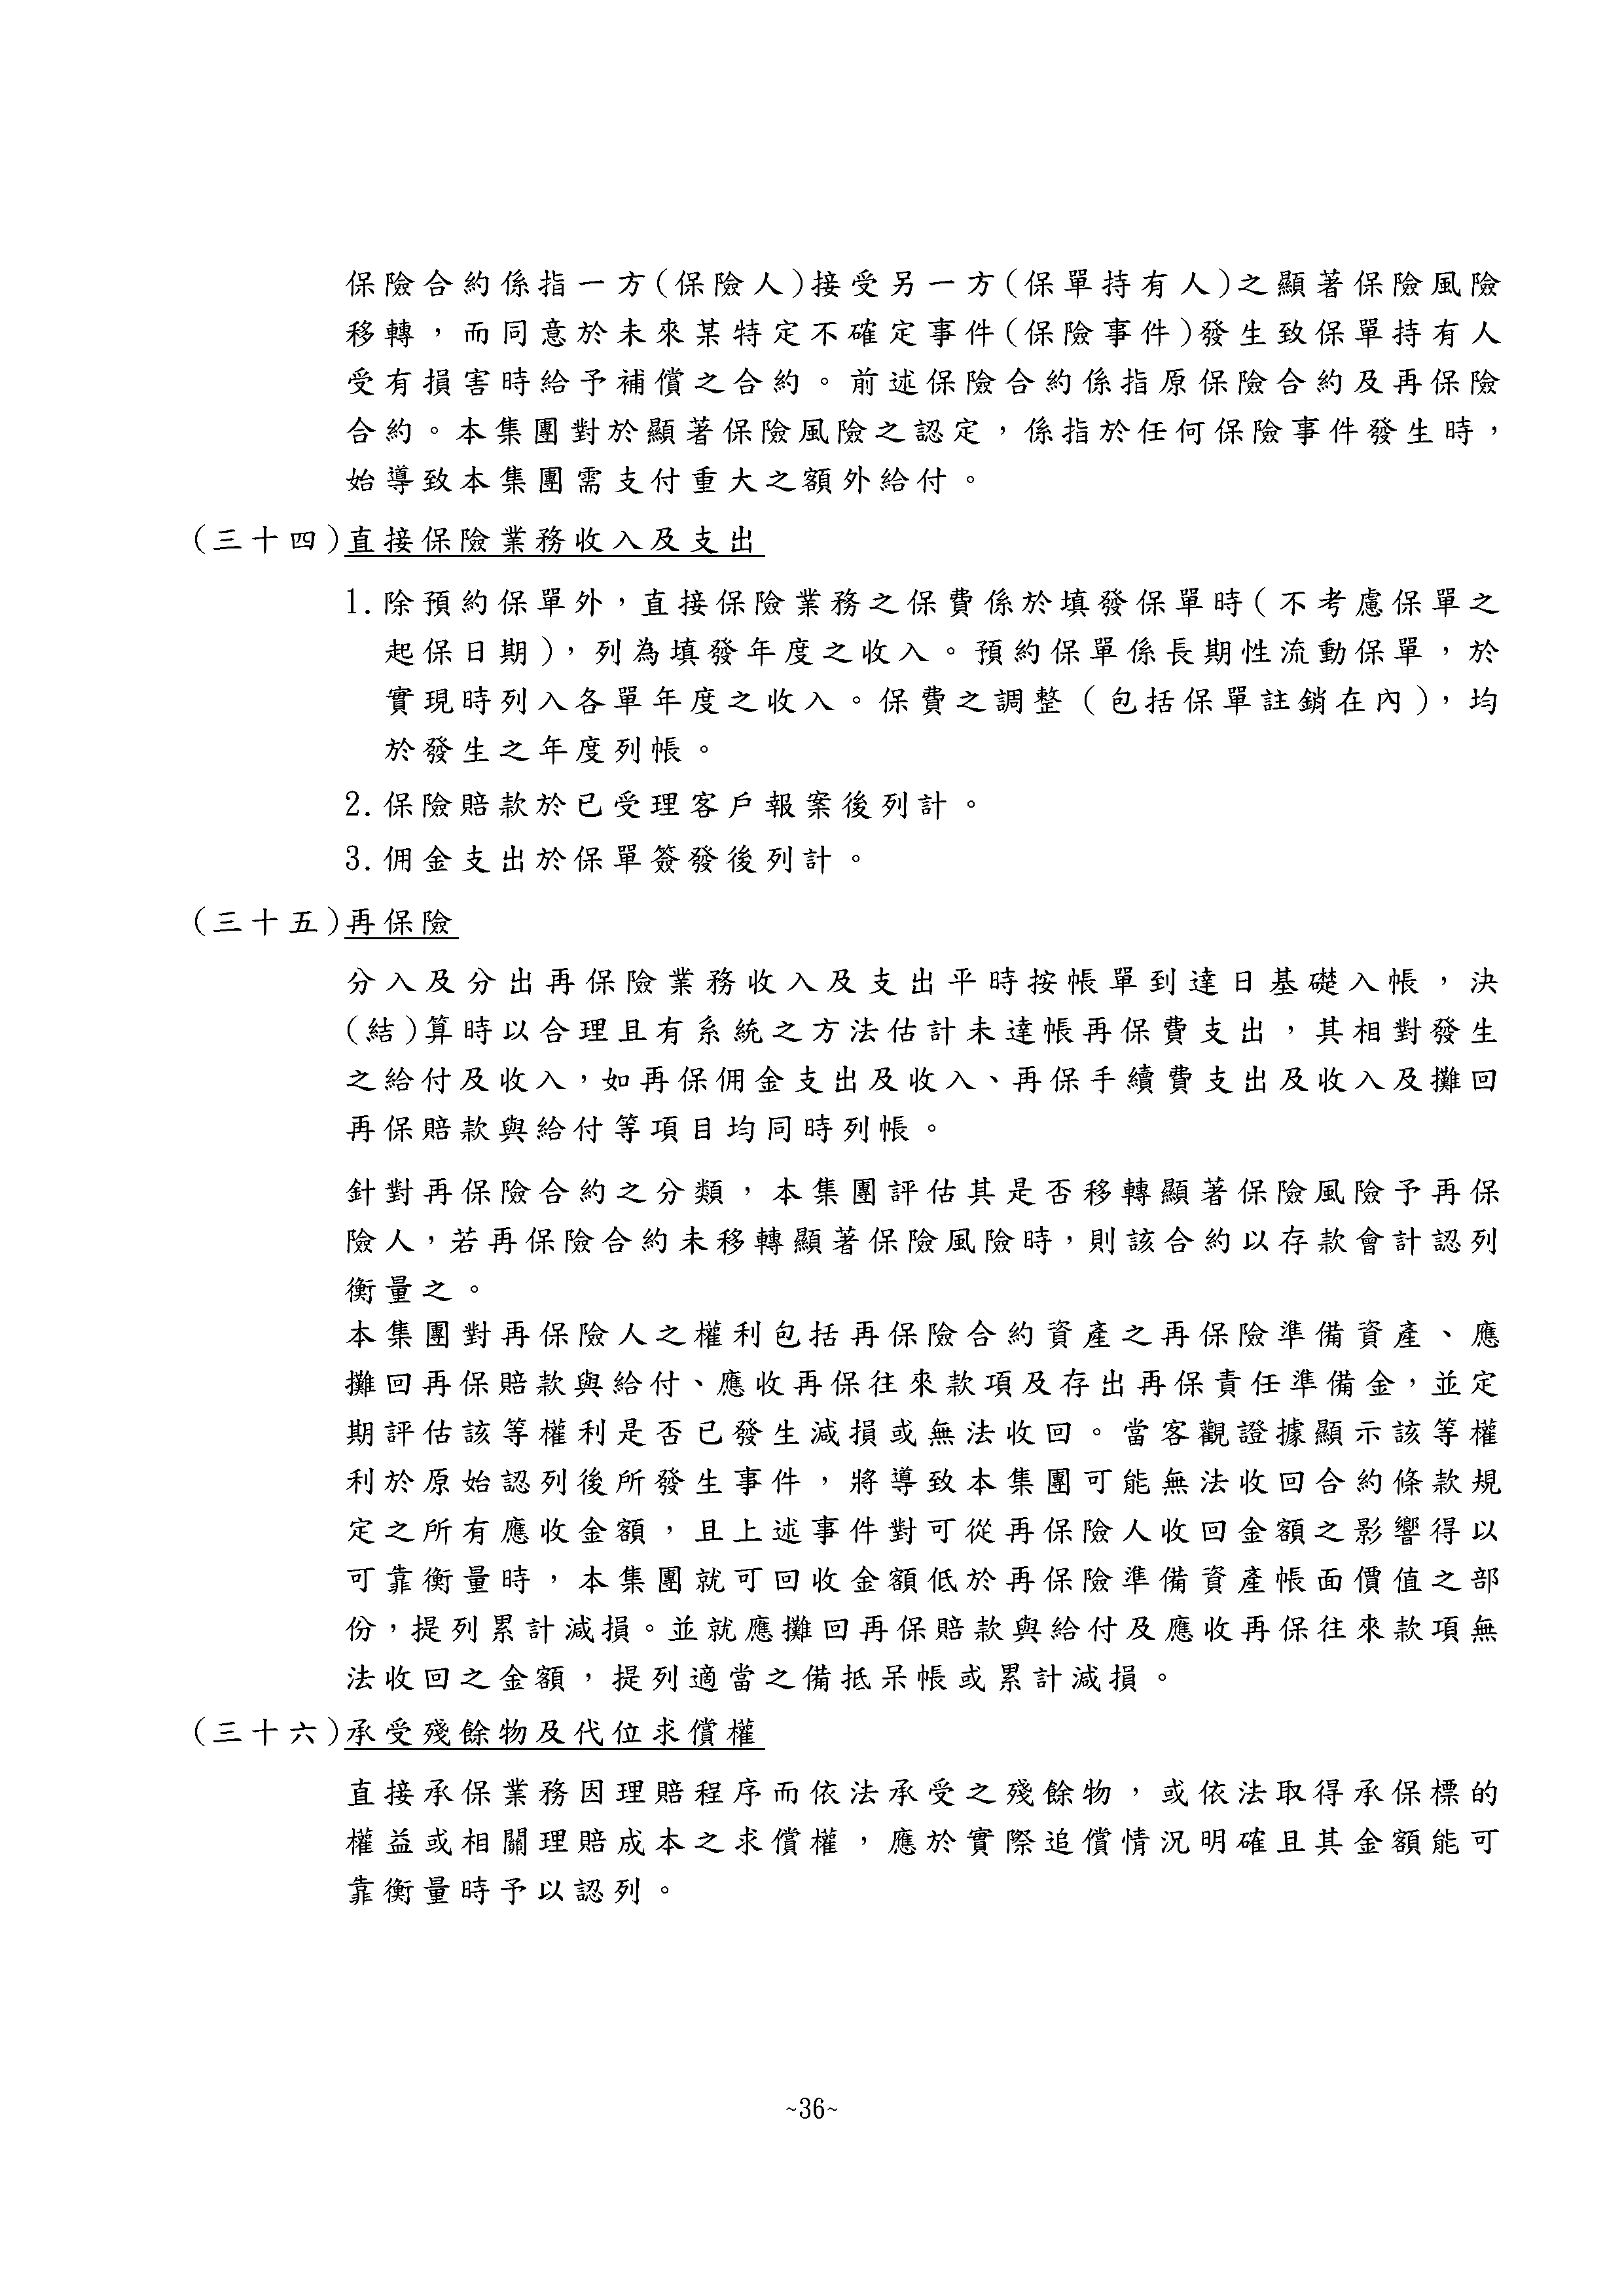 保險合約係指一方(保險人)接受另一方(保單持有人)之顯著保險風險
移轉，而同意於未來某特定不確定事件(保險事件)發生致保單持有人
受有損害時給予補償之合約。前述保險合約係指原保險合約及再保險
合約。本集團對於顯著保險風險之認定，係指於任何保險事件發生時，
始導致本集團需支付重大之額外給付。
(三十四)直接保險業務收入及支出
1.除預約保單外，直接保險業務之保費係於填發保單時(不考慮保單之
起保日期)，列為填發年度之收入。預約保單係長期性流動保單，於
實現時列入各單年度之收入。保費之調整(包括保單註銷在內)，均
於發生之年度列帳。
2.保險賠款於已受理客戶報案後列計。
3.佣金支出於保單簽發後列計。
(三十五)再保險
分入及分出再保險業務收入及支出平時按帳單到達日基礎入帳，決
(結)算時以合理且有系統之方法估計未達帳再保費支出，其相對發生
之給付及收入，如再保佣金支出及收入、再保手續費支出及收入及攤回
再保賠款與給付等項目均同時列帳。
針對再保險合約之分類，本集團評估其是否移轉顯著保險風險予再保
險人，若再保險合約未移轉顯著保險風險時，則該合約以存款會計認列
衡量之。
本集團對再保險人之權利包括再保險合約資產之再保險準備資產、應
攤回再保賠款與給付、應收再保往來款項及存出再保責任準備金，並定
期評估該等權利是否已發生減損或無法收回。當客觀證據顯示該等權
利於原始認列後所發生事件，將導致本集團可能無法收回合約條款規
定之所有應收金額，且上述事件對可從再保險人收回金額之影響得以
可靠衡量時，本集團就可回收金額低於再保險準備資產帳面價值之部
份，提列累計減損。並就應攤回再保賠款與給付及應收再保往來款項無
法收回之金額，提列適當之備抵呆帳或累計減損。
(三十六)承受殘餘物及代位求償權
直接承保業務因理賠程序而依法承受之殘餘物，或依法取得承保標的
權益或相關理賠成本之求償權，應於實際追償情況明確且其金額能可
靠衡量時予以認列。
~36~